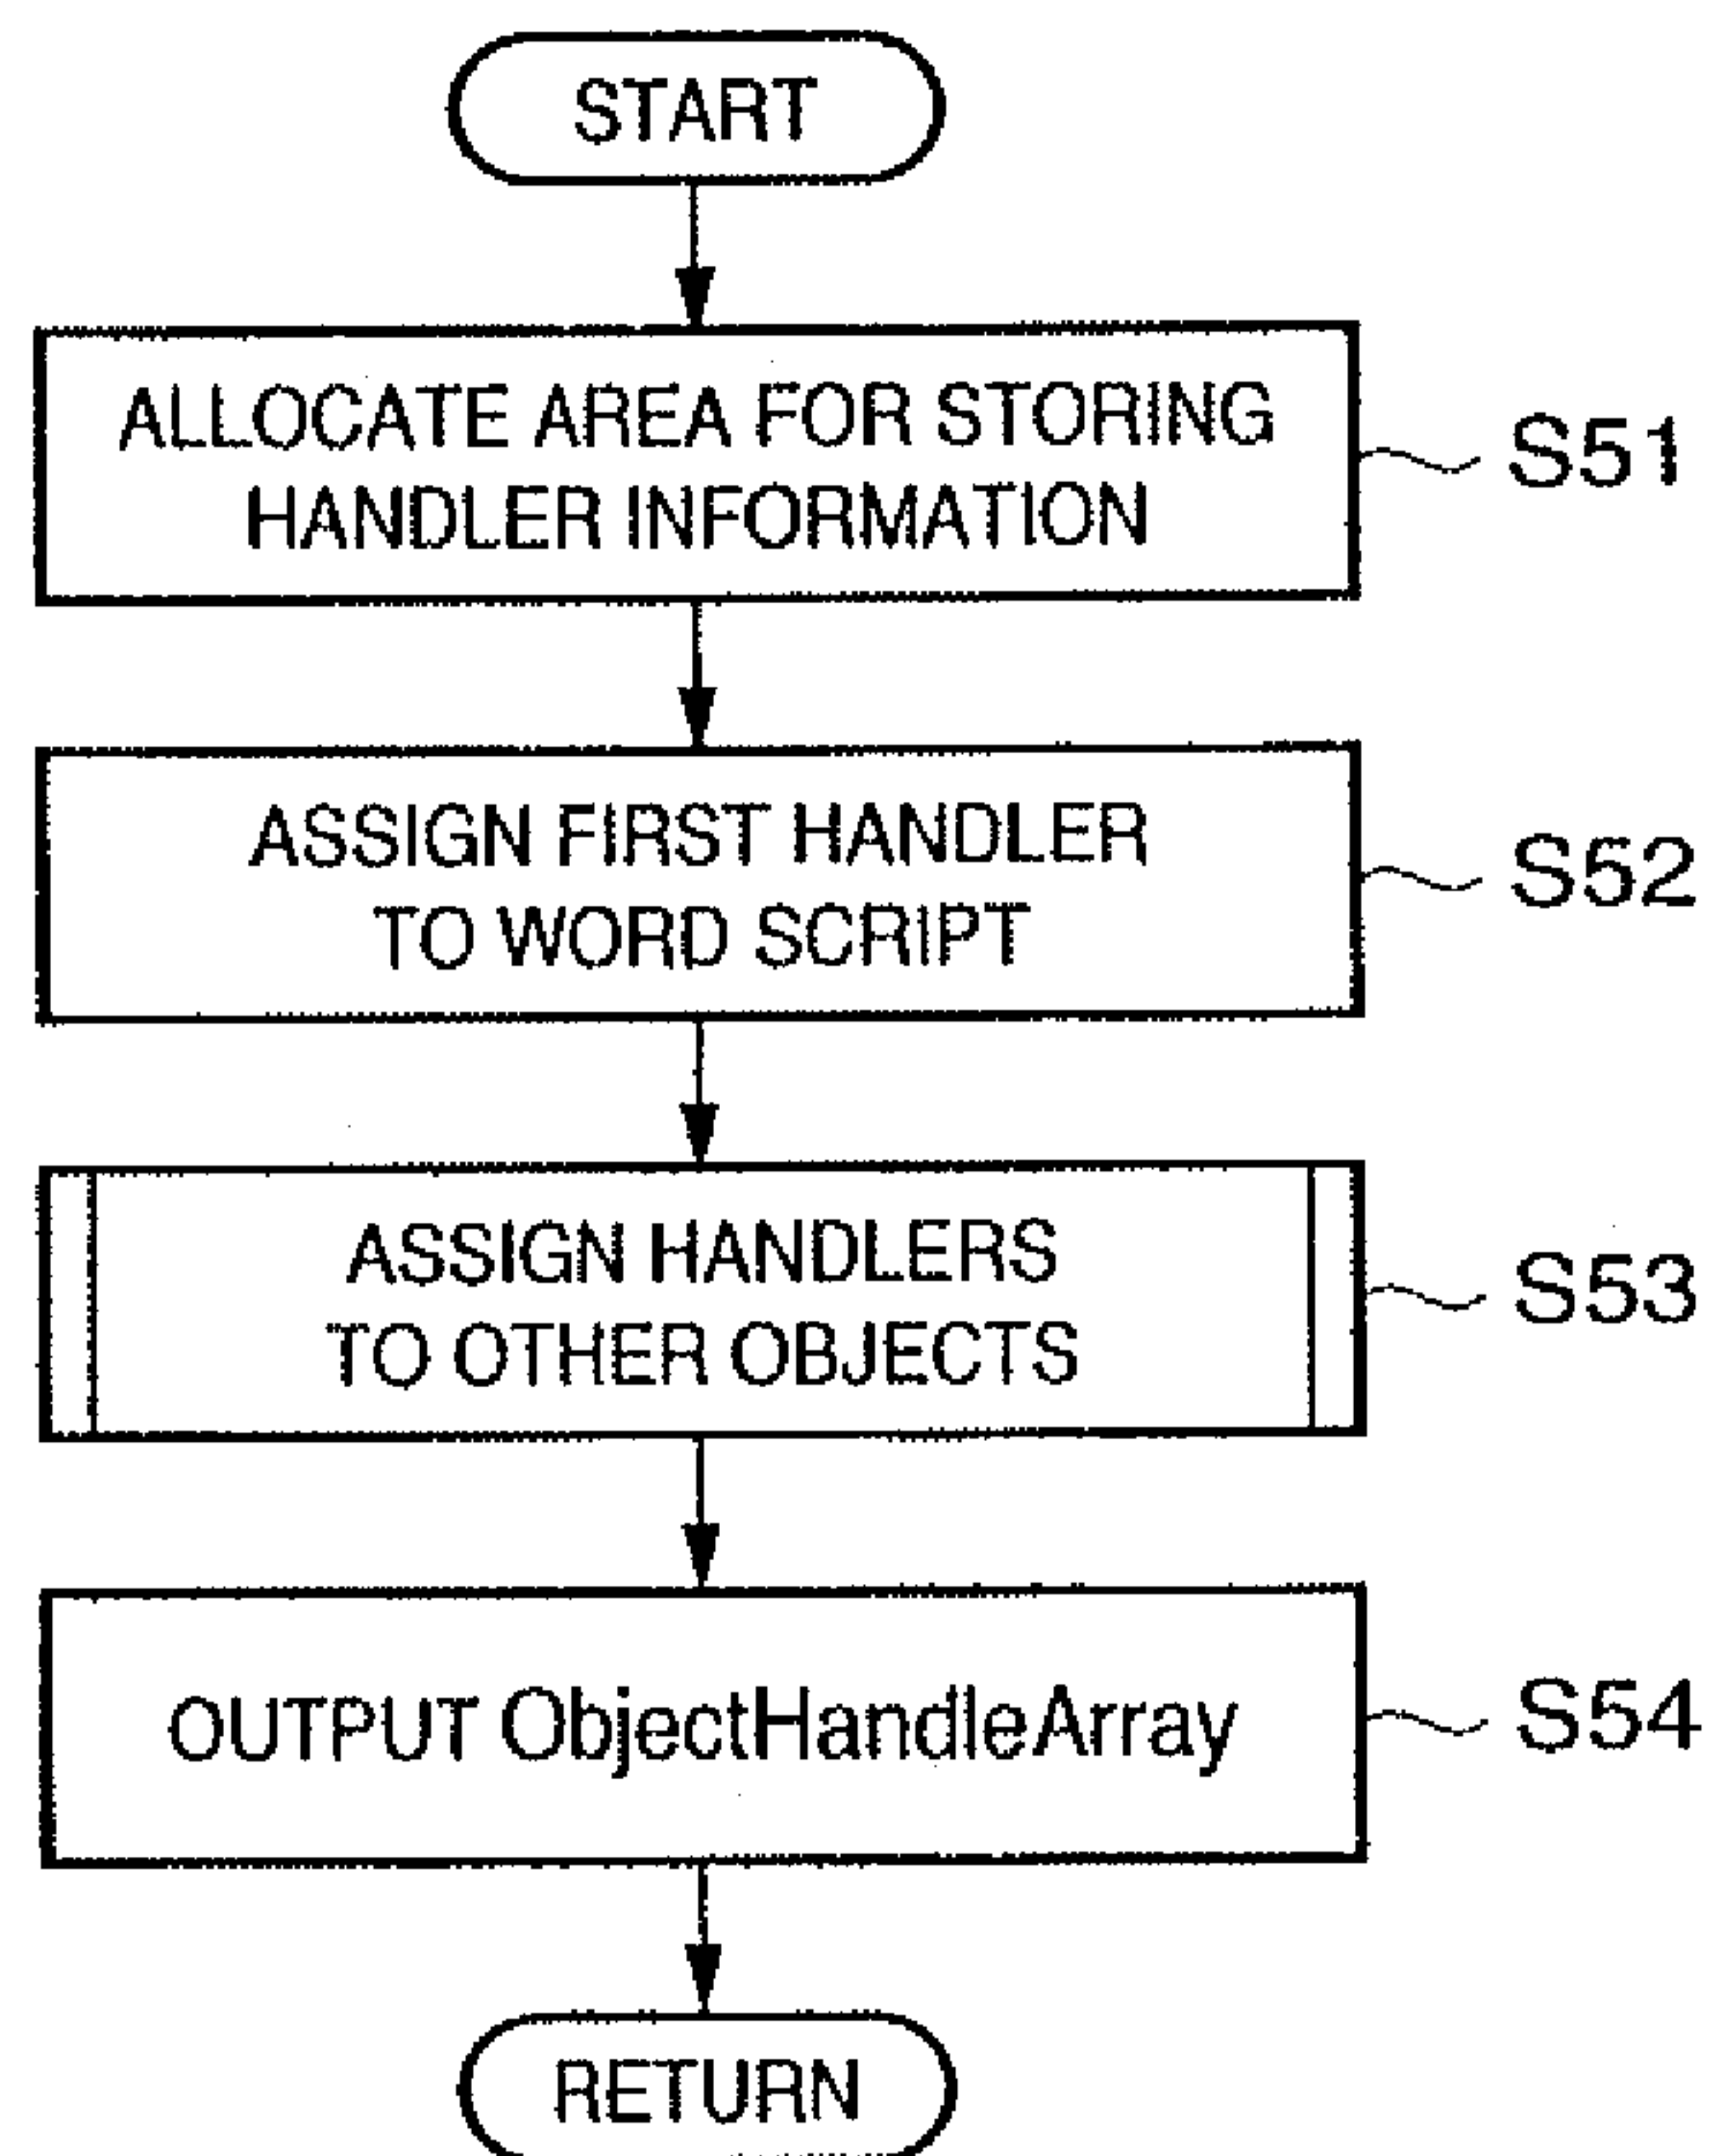 START
ALLOCATE AREA FOR STORING
HANDLER INFORMATION
S51
ASSIGN FIRST HANDLER
TO WORD SCRIPT
S52
ASSIGN HANDLERS
TO OTHER OBJECTS
S53
OUTPUT ObjectHandleArray
S54
RETURN